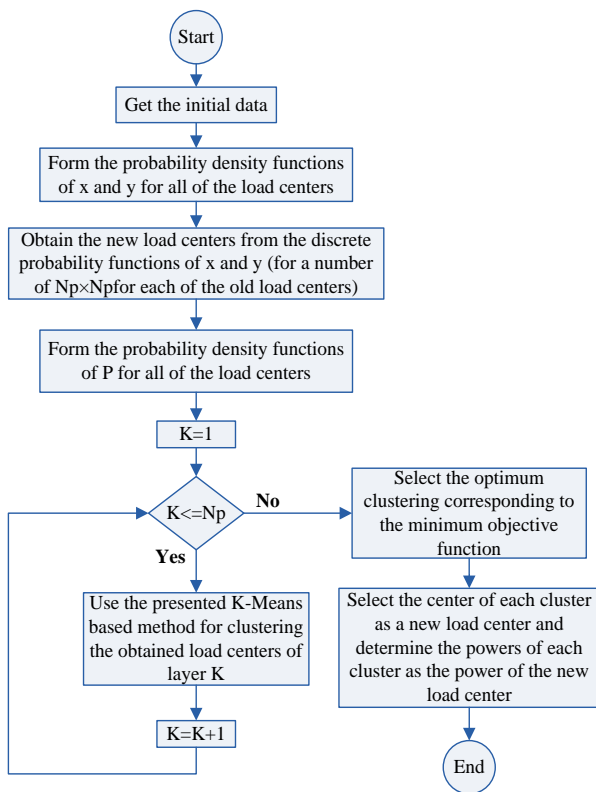 Start
Get the initial data
Form the probability density functions
of x and y for all of the load centers
Obtain the new load centers from the discrete
probability functions of x and y (for a number
of Np×Npfor each of the old load centers)
Form the probability density functions
of P for all of the load centers
K=1
K<=Np
No
Yes
Use the presented K-Means
based method for clustering
the obtained load centers of
layer K
K=K+1
Select the optimum
clustering corresponding to
the minimum objective
function
Select the center of each cluster
as a new load center and
determine the powers of each
cluster as the power of the new
load center
End